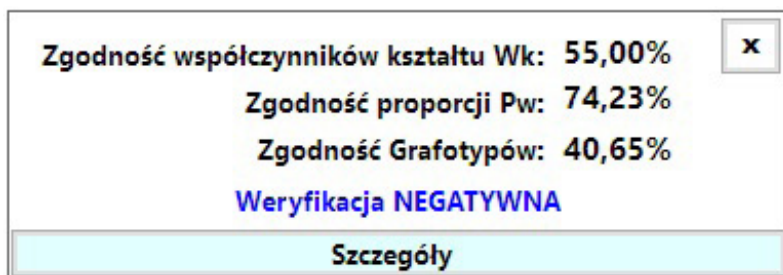 Zgodność współczynników kształtu Wk: 55,00%
x
Zgodność proporcji Pw: 74,23%
Zgodność Grafotypów: 40,65%
Weryfikacja NEGATYWNA
Szczegóły